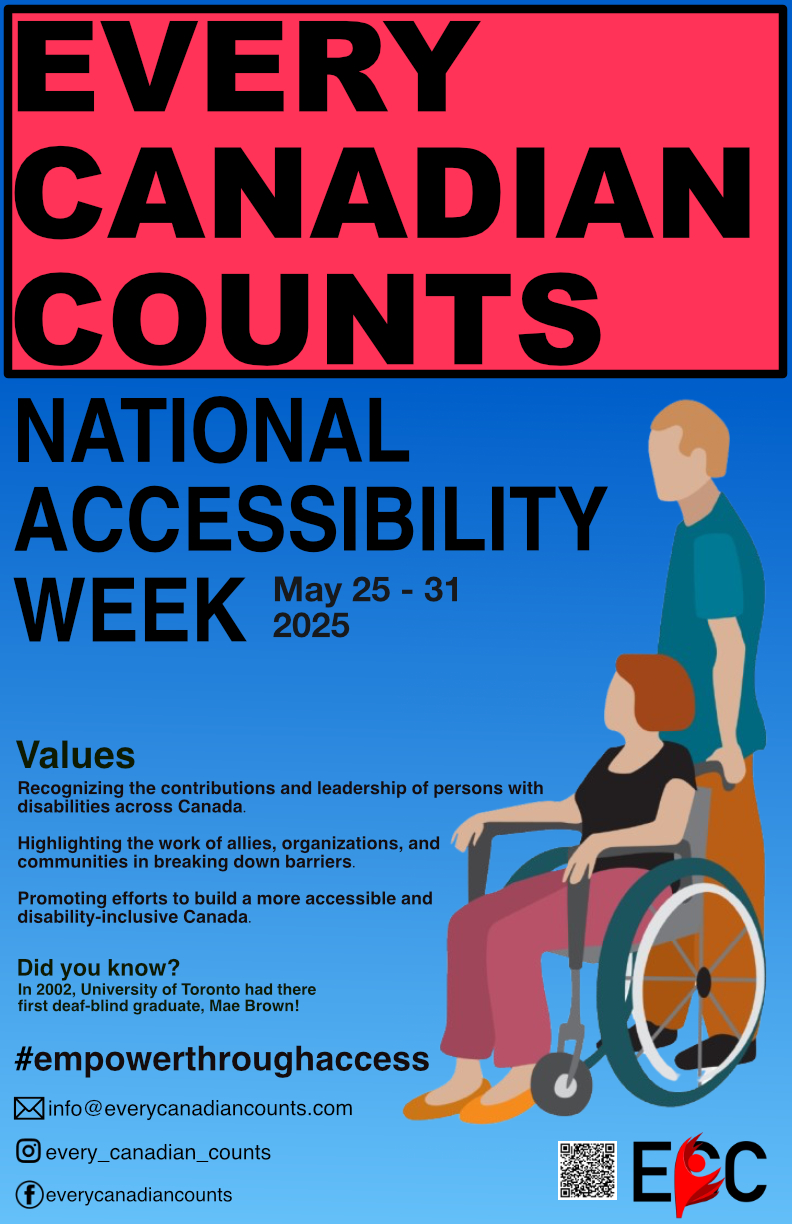 EVERY
CANADIAN
COUNTS
NATIONAL
ACCESSIBILITY
WEEK
May 25 - 31
2025
Values
Recognizing the contributions and leadership of persons with
disabilities across Canada.
Highlighting the work of allies, organizations, and
communities in breaking down barriers.
Promoting efforts to build a more accessible and
disability-inclusive Canada.
Did you know?
In 2002, University of Toronto had there
first deaf-blind graduate, Mae Brown!
#empowerthroughaccess
info@everycanadiancounts.com
every_canadian_counts
everycanadiancounts
ECC